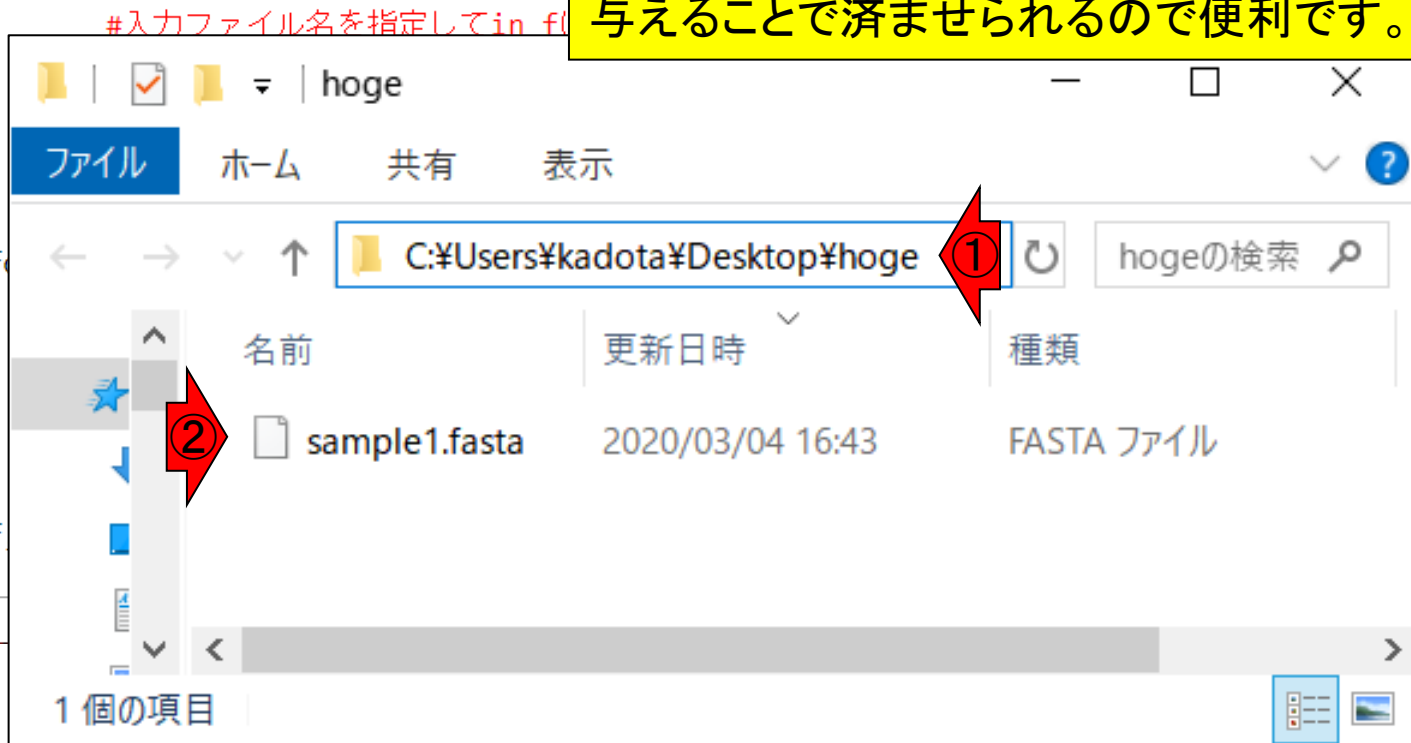 #入力ファイル名を指定してin_f
与えることで済ませられるので便利です。
hoge
ファイル ホーム 共有 表示 ?
C:¥Users¥kadota¥Desktop¥hoge ① hogeの検索
名前 更新日時 種類
② sample1.fasta 2020/03/04 16:43 FASTA ファイル
1 個の項目